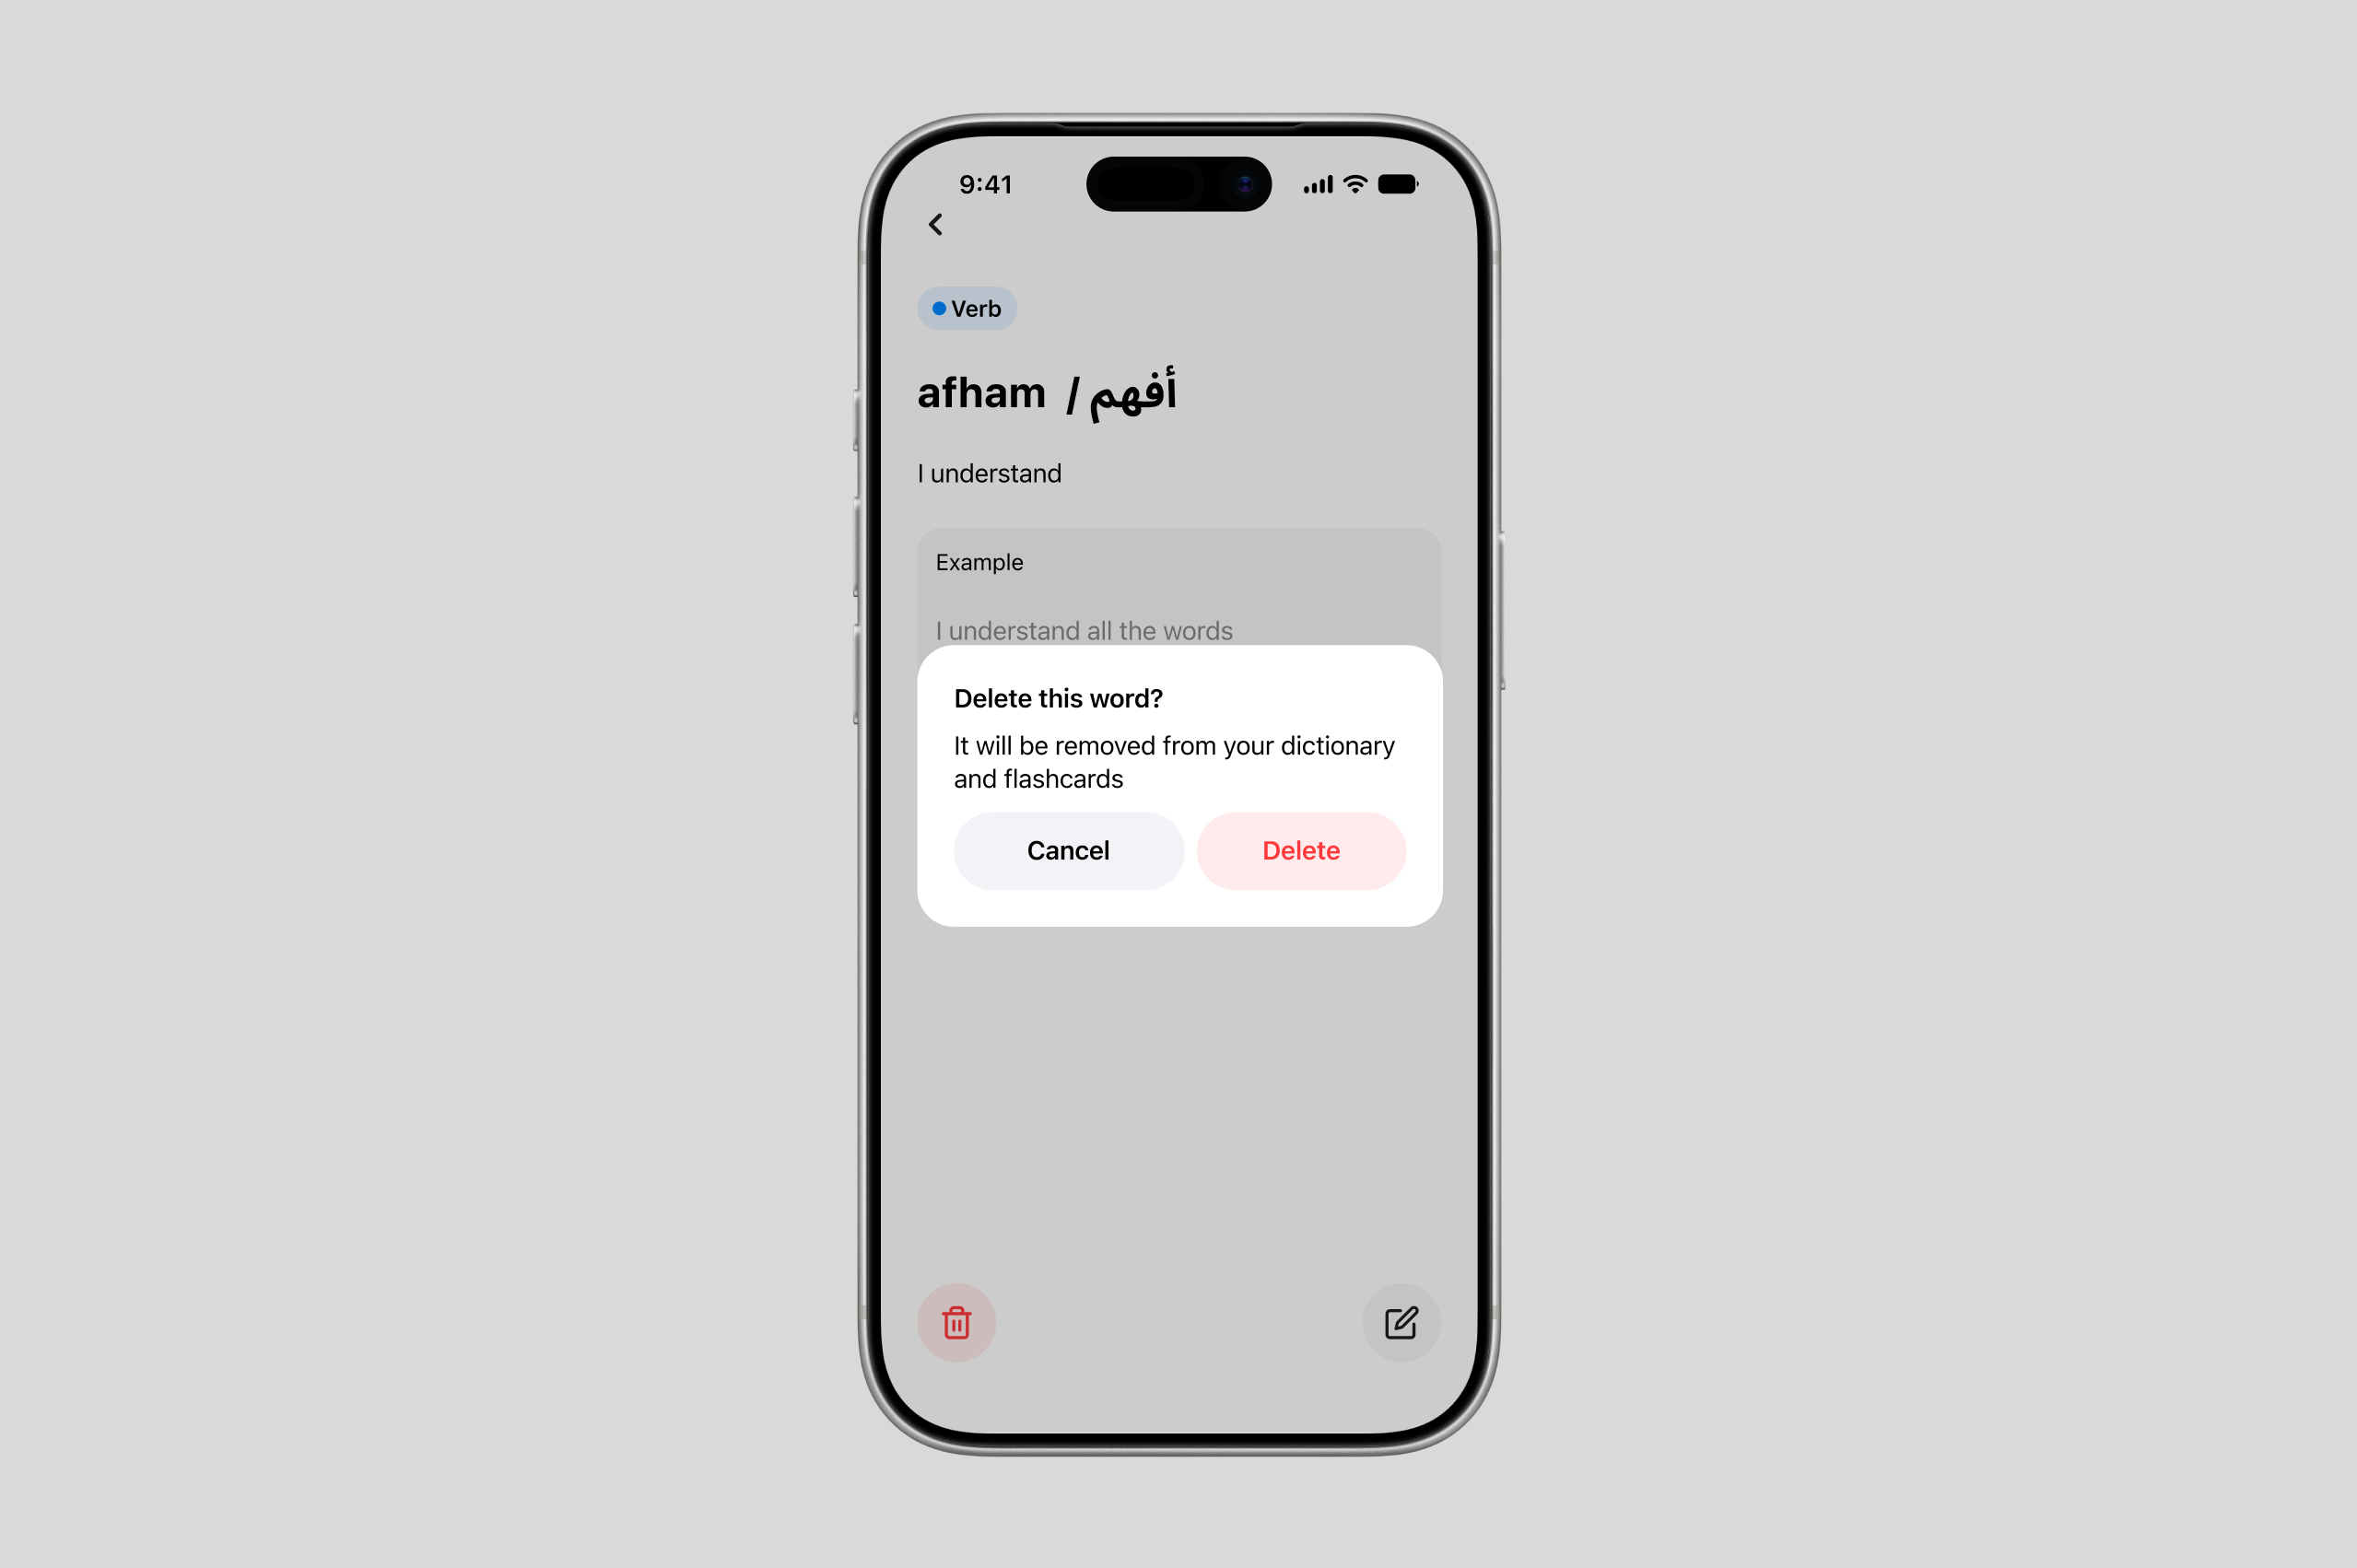 9:41
Verb
afham / أفهم
I understand
Example
I understand all the words
Delete this word?
It will be removed from your dictionary
and flashcards
Cancel
Delete